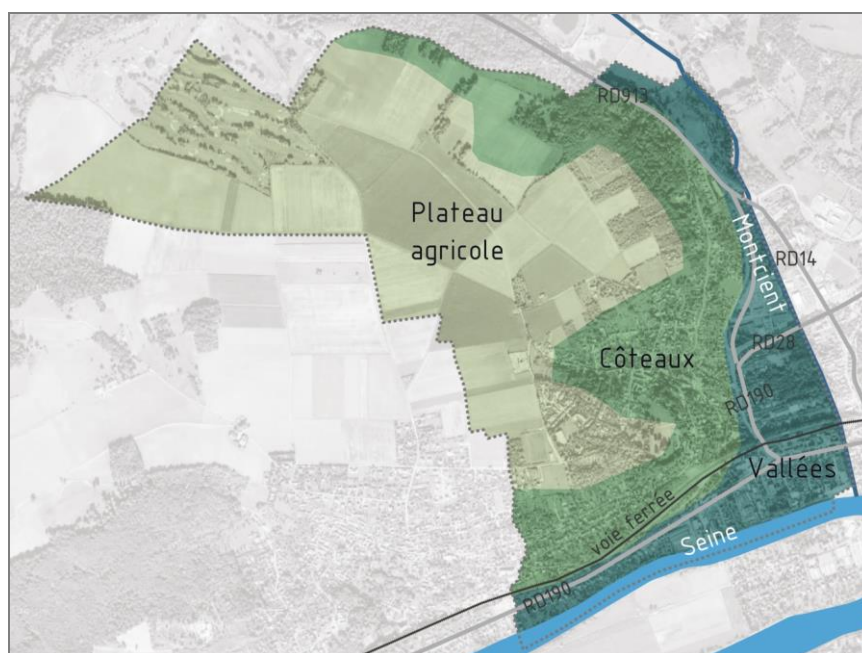 RD913
Plateau
agricole
Montcient
RD14
RD28
Côteaux
RD190
Vallées
voie ferrée
Seine
RD190